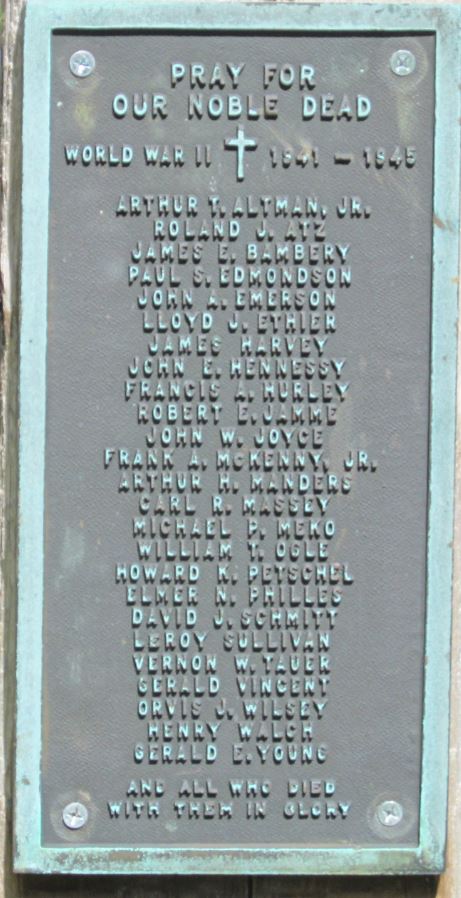 PRAY FOR
OUR NOBLE DEAD
WORLD WAR II 1941 - 1945
ARTHUR T. ALTMAN, JR.
ROLAND J. ATZ
JAMES E. BAMBERY
PAUL S. EDMONDSON
JOHN A. EMERSON
LLOYD J. ETHIER
JAMES HARVEY
JOHN E. HENNESSY
FRANCIS A. HURLEY
ROBERT E. JAMME
JOHN W. JOYCE
FRANK A. MCKENNY, JR.
ARTHUR H. MANDERS
CARL R. MASSEY
MICHAEL P. MEKO
WILLIAM T. OGLE
HOWARD K. PETSCHEL
ELMER N. PHILLES
DAVID J. SCHMITT
LEROY SULLIVAN
VERNON W. TAUER
GERALD VINCENT
ORVIS J. WILSEY
HENRY WALCH
GERALD E. YOUNG
AND ALL WHO DIED
WITH THEM IN GLORY